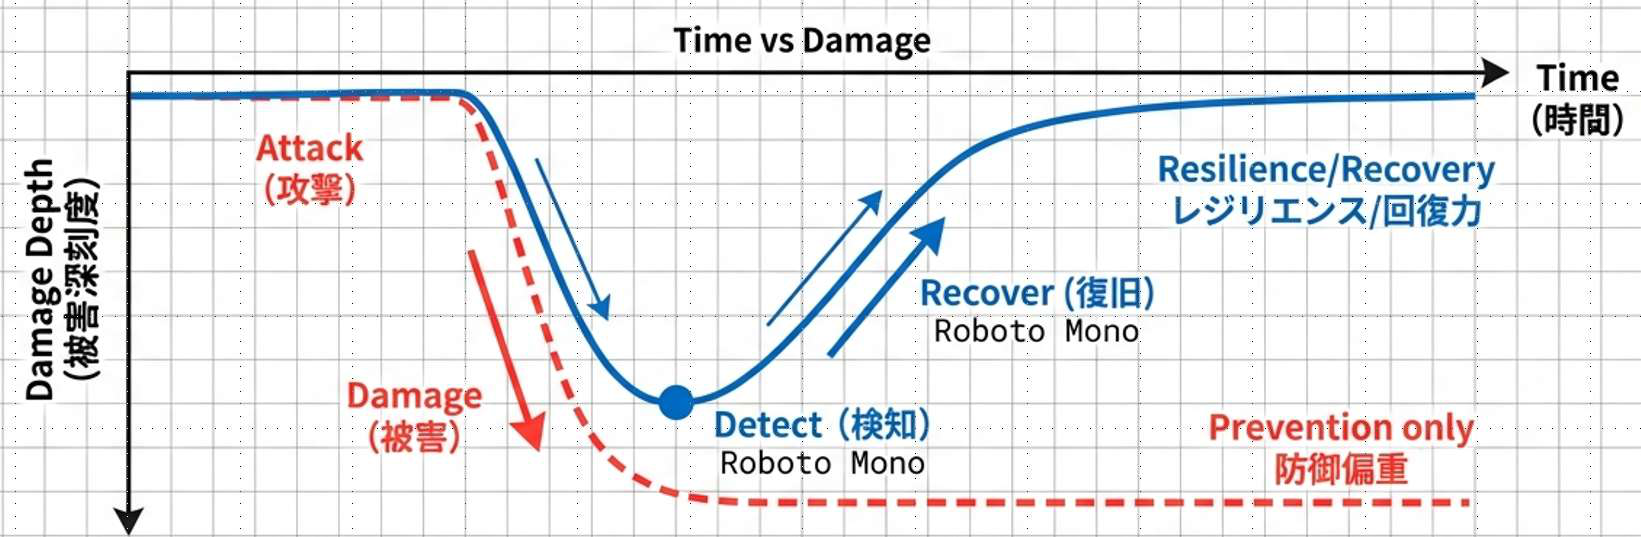 Time vs Damage
Time
(時間)
Attack
(攻撃)
Damage Depth
(被害深刻度)
Resilience/Recovery
レジリエンス/回復力
Recover (復旧)
Roboto Mono
Damage
(被害)
Detect (検知)
Roboto Mono
Prevention only
防御偏重